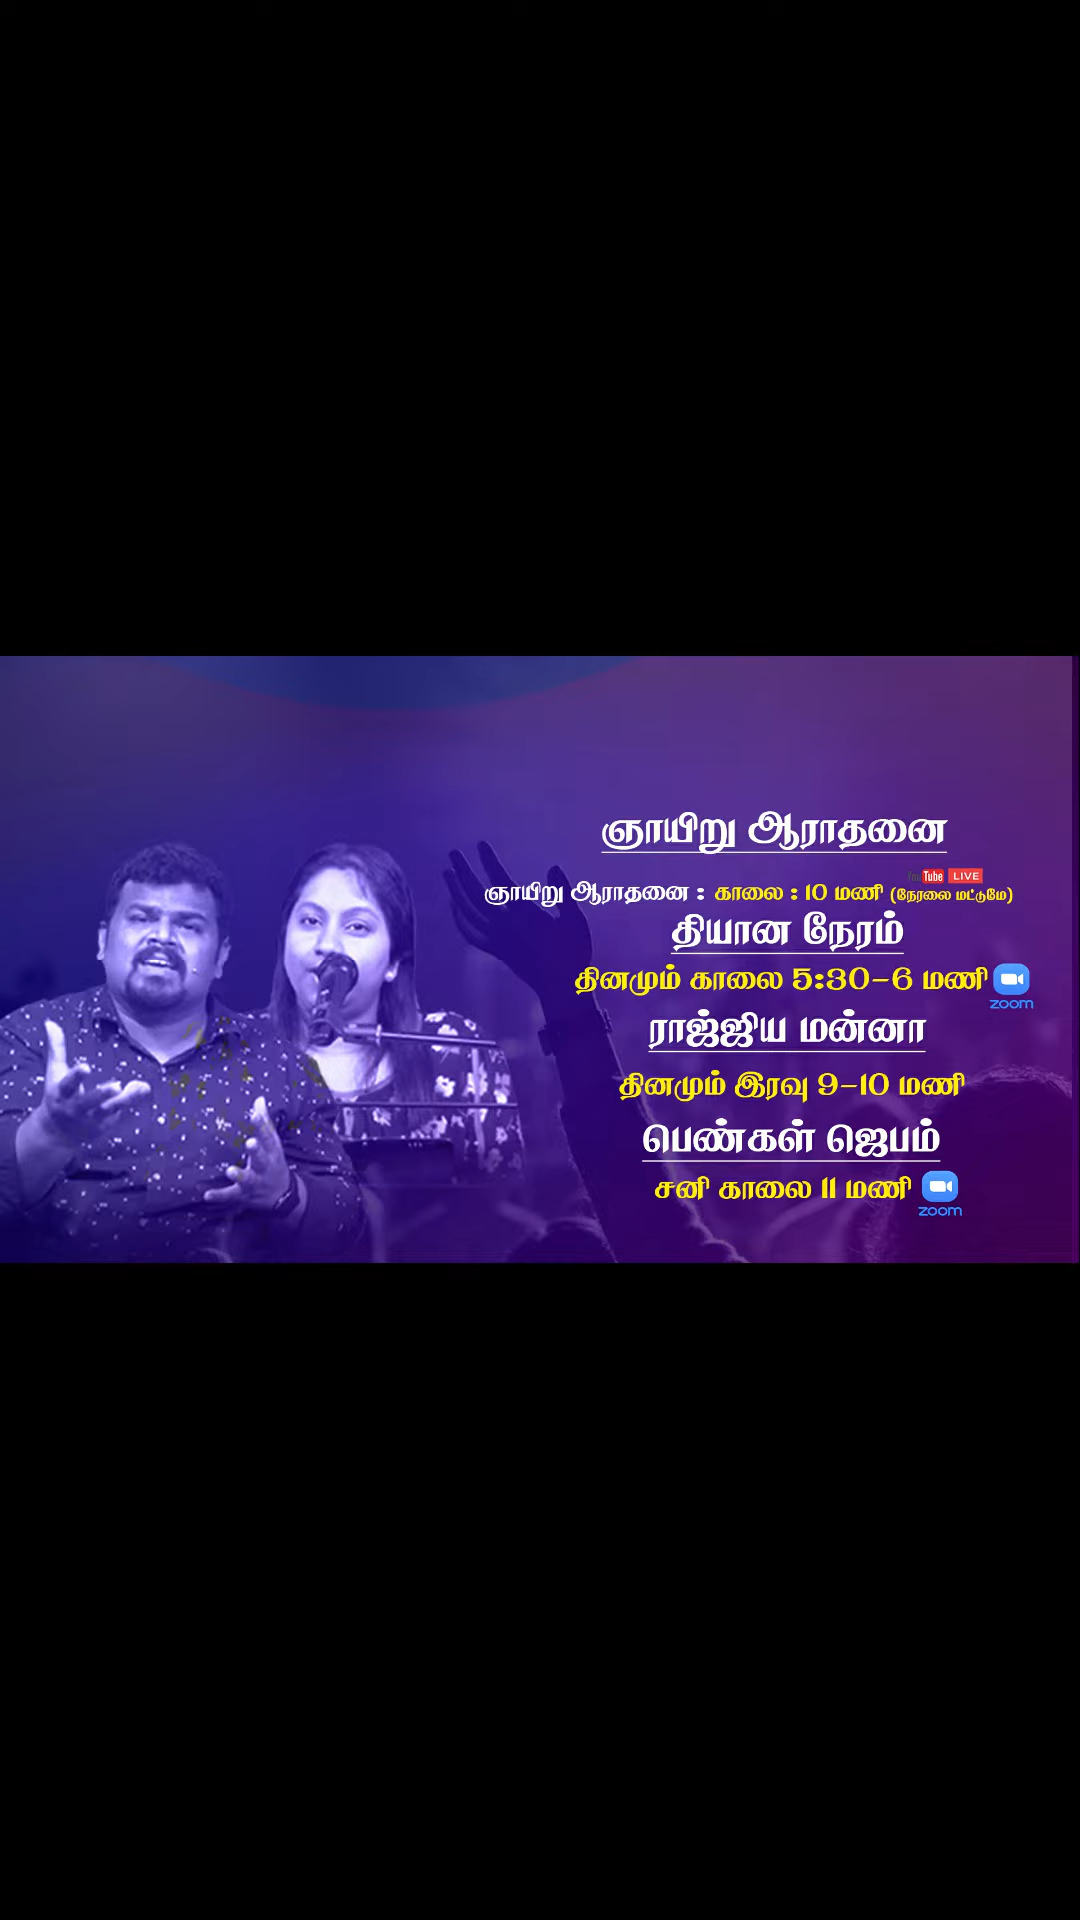 ஞாயிறு ஆராதனை
YouTube LIVE
ஞாயிறு ஆராதனை : காலை : 10 மணி (நேரலை மட்டுமே)
தியான நேரம்
தினமும் காலை 5:30-6 மணி
zoom
ராஜ்ஜிய மன்னா
தினமும் இரவு 9-10 மணி
பெண்கள் ஜெபம்
சனி காலை 11 மணி
zoom